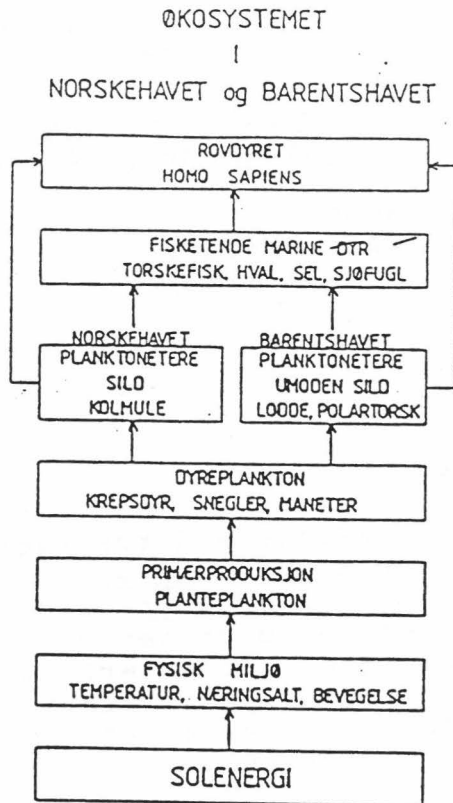 ØKOSYSTEMET
I
NORSKEHAVET og BARENTSHAVET
ROVDYRET
HOMO SAPIENS
FISKETENDE MARINE DYR
TORSKEFISK, HVAL, SEL, SJØFUGL
NORSKEHAVET
PLANKTONETERE
SILD
KOLMULE
BARENTSHAVET
PLANKTONETERE
UMODEN SILD
LODDE, POLARTORSK
DYREPLANKTON
KREPSDYR, SNEGLER, MANETER
PRIMÆRPRODUKSJON
PLANTEPLANKTON
FYSISK MILJØ
TEMPERATUR, NÆRINGSALT, BEVEGELSE
SOLENERGI